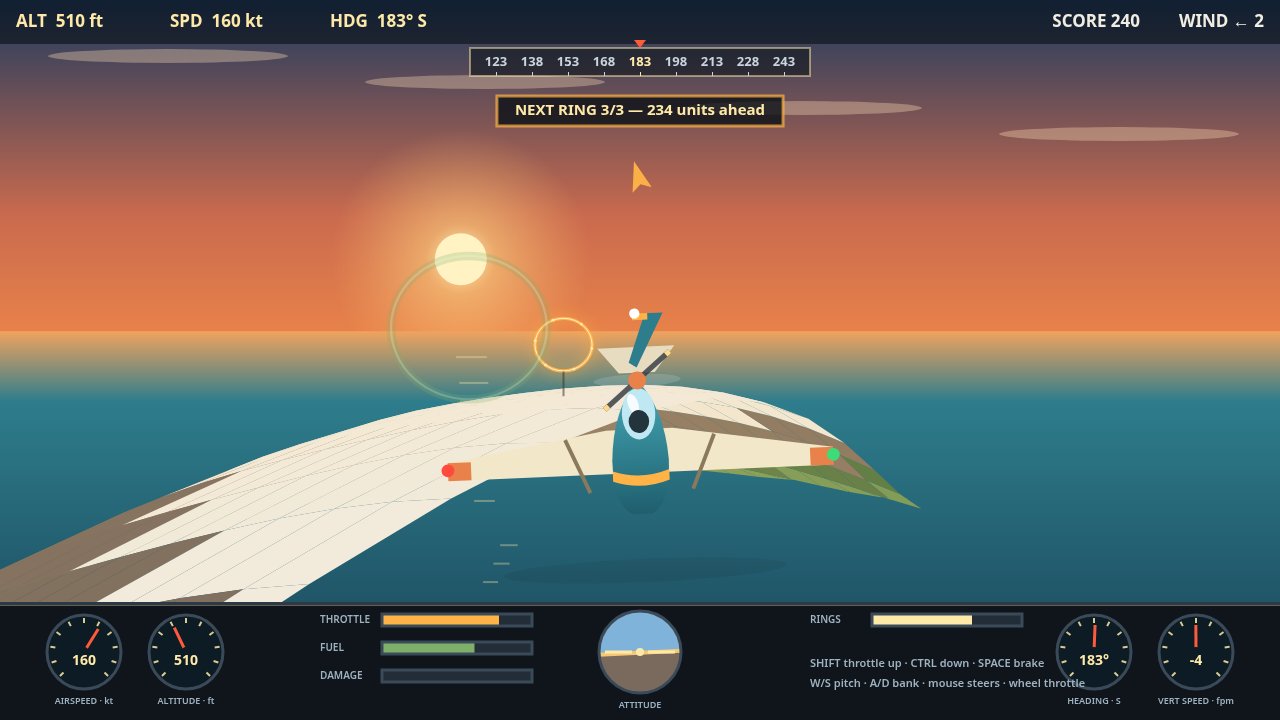 ALT 510 ft SPD 160 kt HDG 183° S SCORE 240 WIND ← 2
123 138 153 168 183 198 213 228 243
NEXT RING 3/3 — 234 units ahead
THROTTLE
FUEL
DAMAGE
RINGS
160
AIRSPEED · kt
510
ALTITUDE · ft
ATTITUDE
SHIFT throttle up · CTRL down · SPACE brake
W/S pitch · A/D bank · mouse steers · wheel throttle
183°
HEADING · S
-4
VERT SPEED · fpm